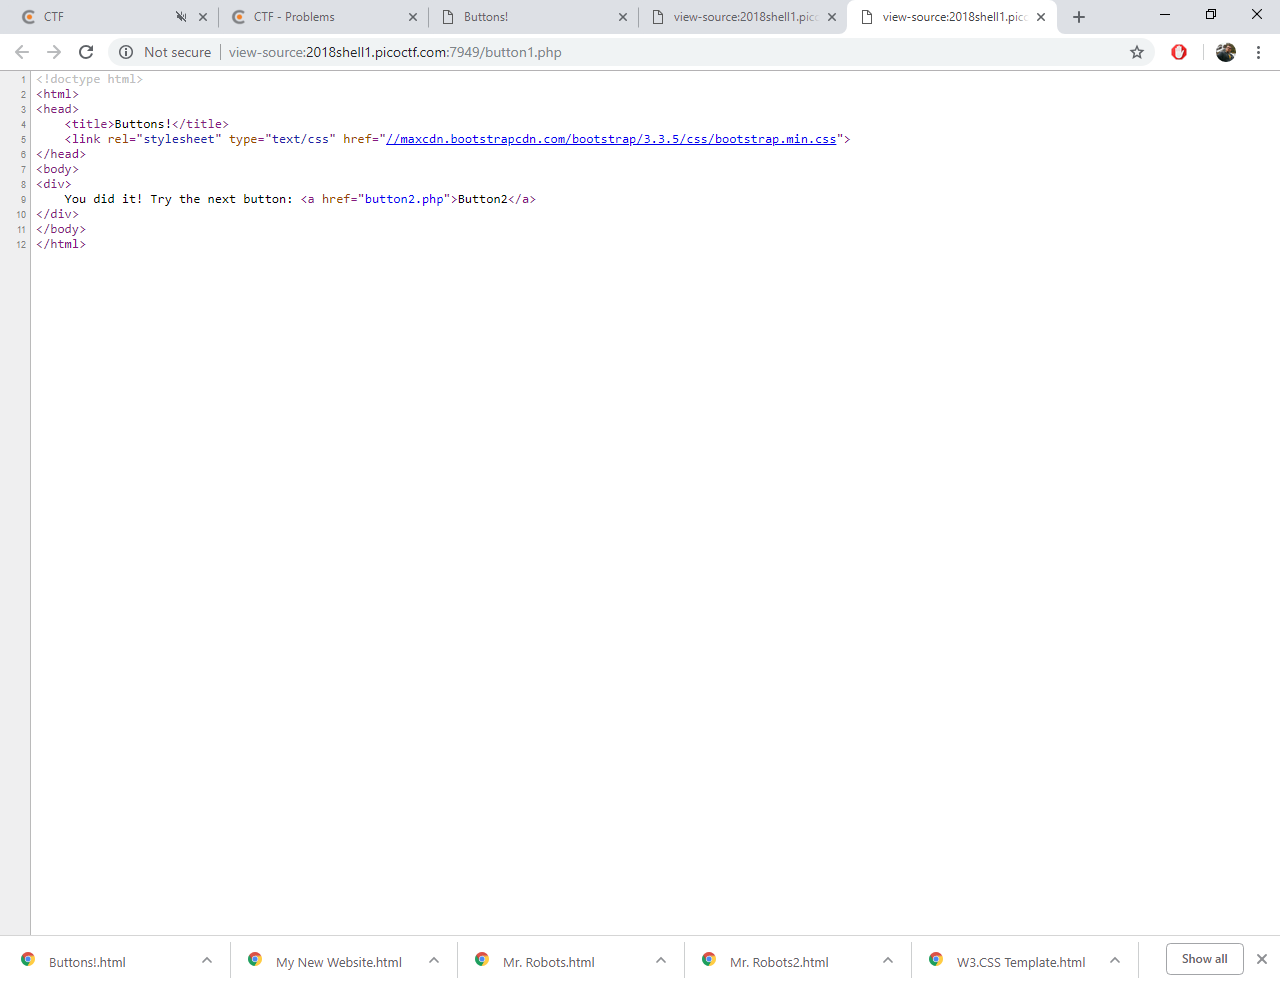 CTF
CTF - Problems
Buttons!
view-source:2018shell1.picc
view-source:2018shell1.picc
Not secure
view-source:2018shell1.picoctf.com:7949/button1.php
1 <!doctype html>
2 <html>
3 <head>
4 <title>Buttons!</title>
5 <link rel="stylesheet" type="text/css" href="//maxcdn.bootstrapcdn.com/bootstrap/3.3.5/css/bootstrap.min.css">
6 </head>
7 <body>
8 <div>
9 You did it! Try the next button: <a href="button2.php">Button2</a>
10 </div>
11 </body>
12 </html>
Buttons!.html
My New Website.html
Mr. Robots.html
Mr. Robots2.html
W3.CSS Template.html
Show all